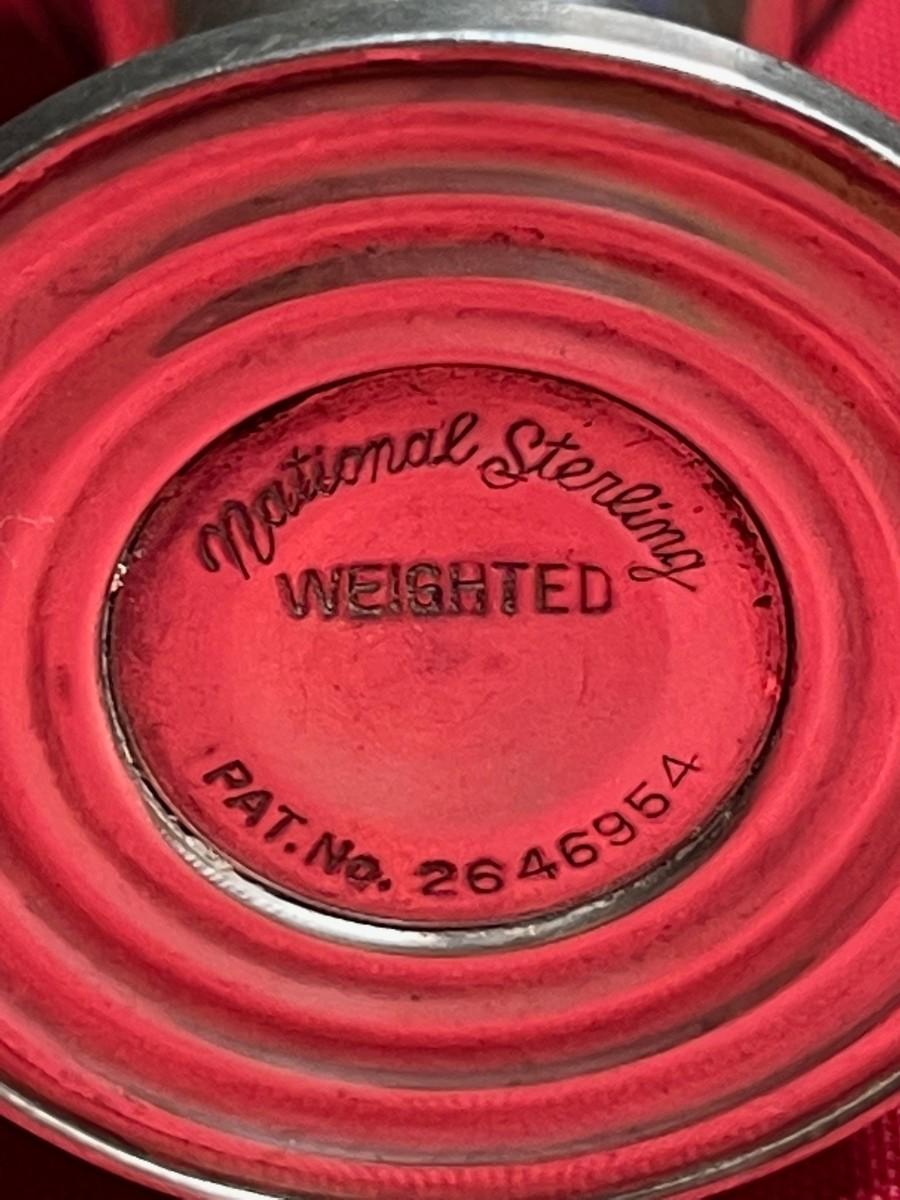 National Sterling
WEIGHTED
PAT. No. 2646954